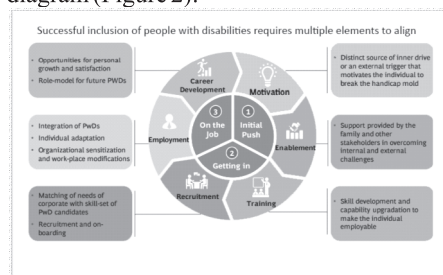 diagram (Figure 2).
Successful inclusion of people with disabilities requires multiple elements to align
• Opportunities for personal
growth and satisfaction
• Role-model for future PWDs
• Distinct source of inner drive
or an external trigger that
motivates the individual to
break the handicap mold
Career
Development
Motivation
3
On the
Job
1
Initial
Push
2
Getting in
Employment
Enablement
Recruitment
Training
• Integration of PwDs
• Individual adaptation
• Organizational sensitization
and work-place modifications
• Support provided by the
family and other
stakeholders in overcoming
internal and external
challenges
• Matching of needs of
corporate with skill-set of
PwD candidates
• Recruitment and on-
boarding
• Skill development and
capability upgradation to
make the individual
employable